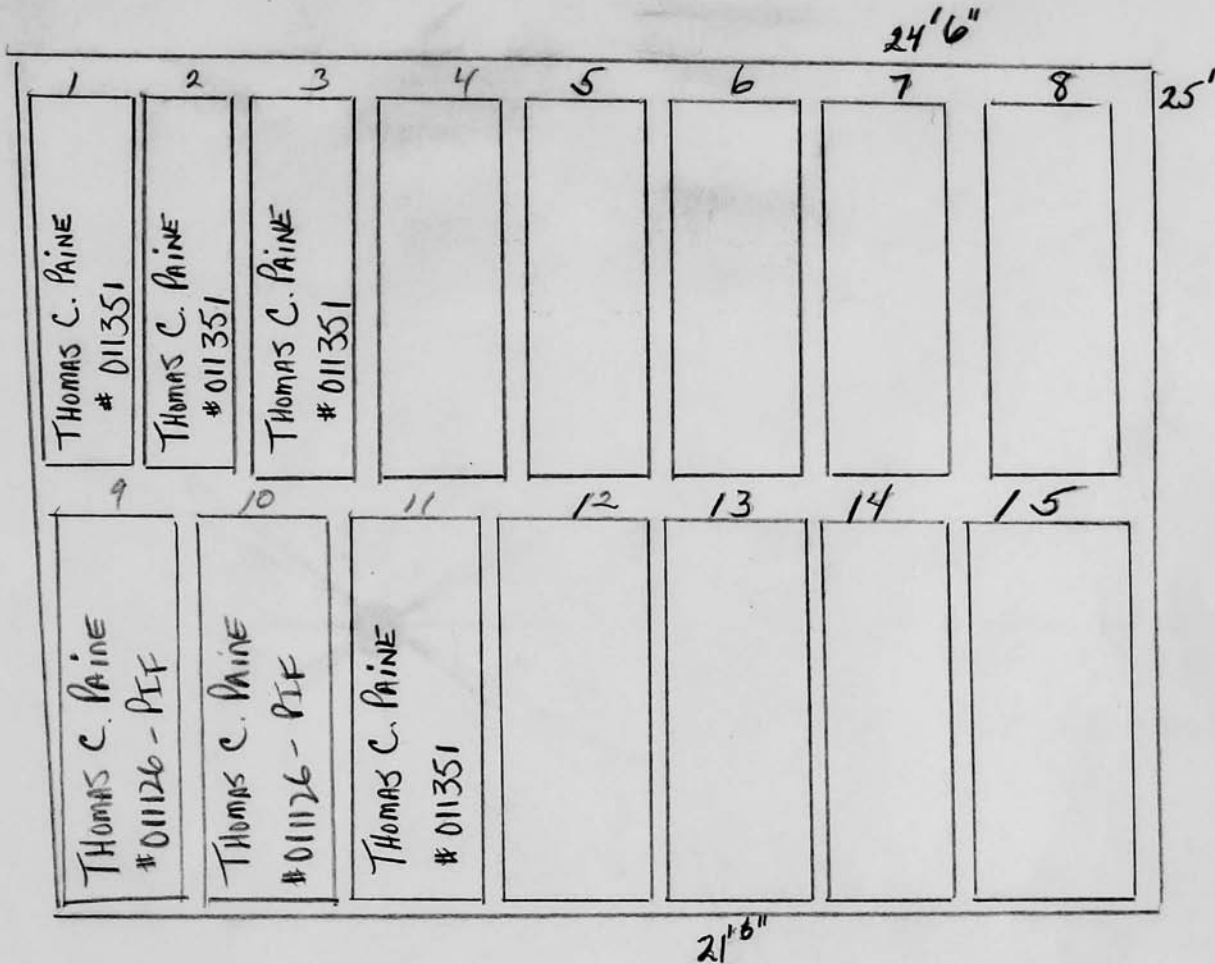 24'6"
25'
1 2 3 4 5 6 7 8
THOMAS C. PAINE
# 011351
THOMAS C. PAINE
# 011351
THOMAS C. PAINE
# 011351
9 10 11 12 13 14 15
THOMAS C. PAINE
#011126 - PIF
THOMAS C. PAINE
#011126 - PIF
THOMAS C. PAINE
# 011351
21'6"